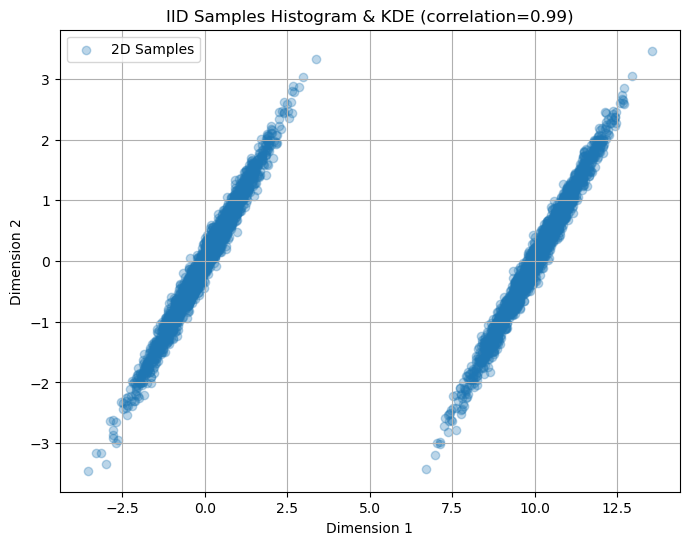 IID Samples Histogram & KDE (correlation=0.99)
2D Samples
3
2
1
0
−1
−2
−3
Dimension 2
−2.5 0.0 2.5 5.0 7.5 10.0 12.5
Dimension 1